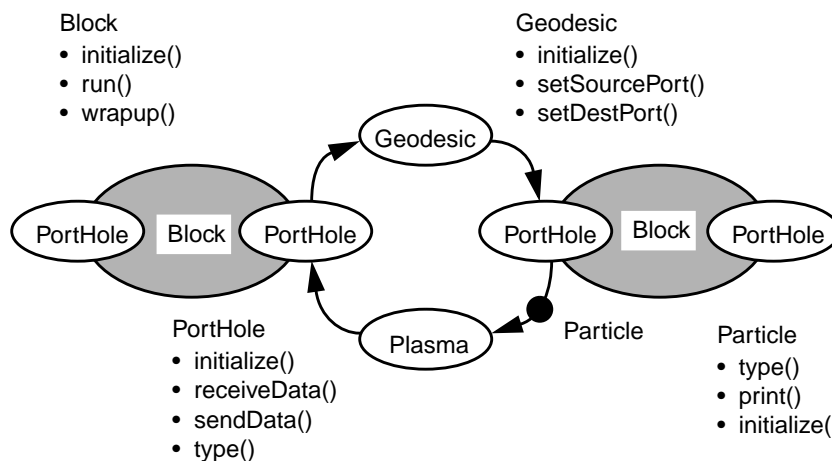 Block
• initialize()
• run()
• wrapup()
Geodesic
• initialize()
• setSourcePort()
• setDestPort()
Geodesic
PortHole
Block
PortHole
PortHole
Block
PortHole
Plasma
Particle
PortHole
• initialize()
• receiveData()
• sendData()
• type()
Particle
• type()
• print()
• initialize(